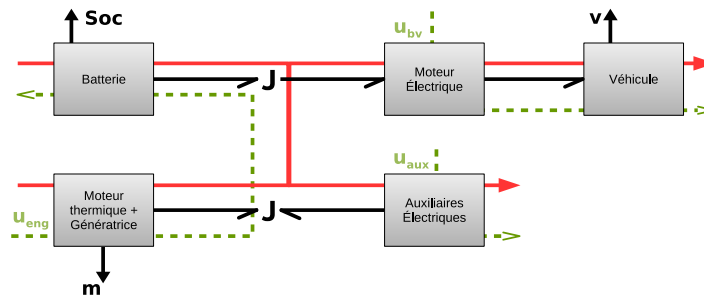 Soc
u_bv
v
Batterie
J
Moteur
Électrique
Véhicule
u_aux
u_eng
Moteur
thermique +
Génératrice
J
Auxiliaires
Électriques
m